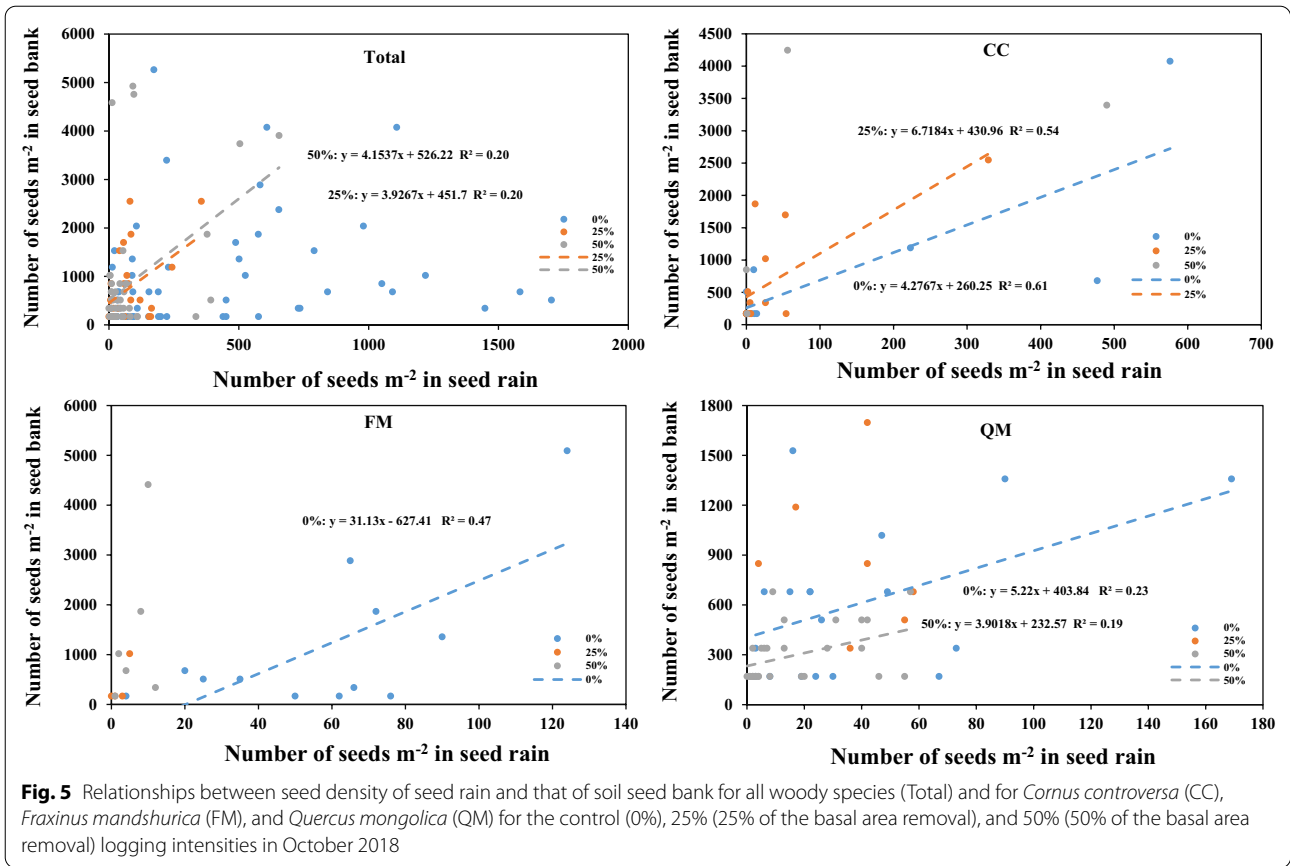 Total
Number of seeds m-2 in seed bank
6000
5000
4000
3000
2000
1000
0
50%: y = 4.1537x + 526.22 R² = 0.20
25%: y = 3.9267x + 451.7 R² = 0.20
0%
25%
50%
25%
50%
0 500 1000 1500 2000
Number of seeds m-2 in seed rain
CC
Number of seeds m-2 in seed bank
4500
4000
3500
3000
2500
2000
1500
1000
500
0
25%: y = 6.7184x + 430.96 R² = 0.54
0%: y = 4.2767x + 260.25 R² = 0.61
0%
25%
50%
0%
25%
0 100 200 300 400 500 600 700
Number of seeds m-2 in seed rain
FM
Number of seeds m-2 in seed bank
6000
5000
4000
3000
2000
1000
0
0%: y = 31.13x - 627.41 R² = 0.47
0%
25%
50%
0%
0 20 40 60 80 100 120 140
Number of seeds m-2 in seed rain
QM
Number of seeds m-2 in seed bank
1800
1500
1200
900
600
300
0
0%: y = 5.22x + 403.84 R² = 0.23
50%: y = 3.9018x + 232.57 R² = 0.19
0%
25%
50%
0%
50%
0 20 40 60 80 100 120 140 160 180
Number of seeds m-2 in seed rain
Fig. 5 Relationships between seed density of seed rain and that of soil seed bank for all woody species (Total) and for Cornus controversa (CC),
Fraxinus mandshurica (FM), and Quercus mongolica (QM) for the control (0%), 25% (25% of the basal area removal), and 50% (50% of the basal area
removal) logging intensities in October 2018